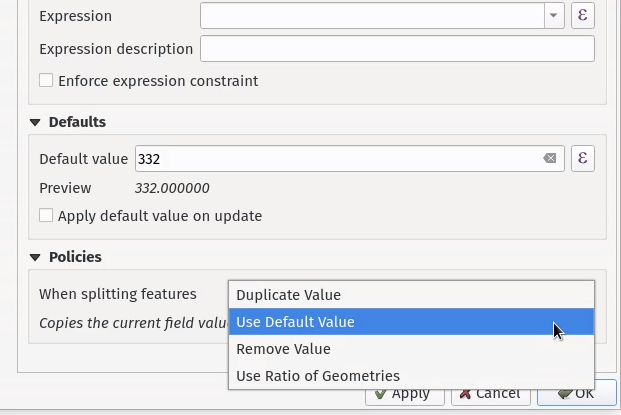 Expression ε
Expression description
Enforce expression constraint
Defaults
Default value 332 ε
Preview 332.000000
Apply default value on update
Policies
When splitting features
Duplicate Value
Copies the current field valu
Use Default Value
Remove Value
Use Ratio of Geometries
Apply Cancel OK